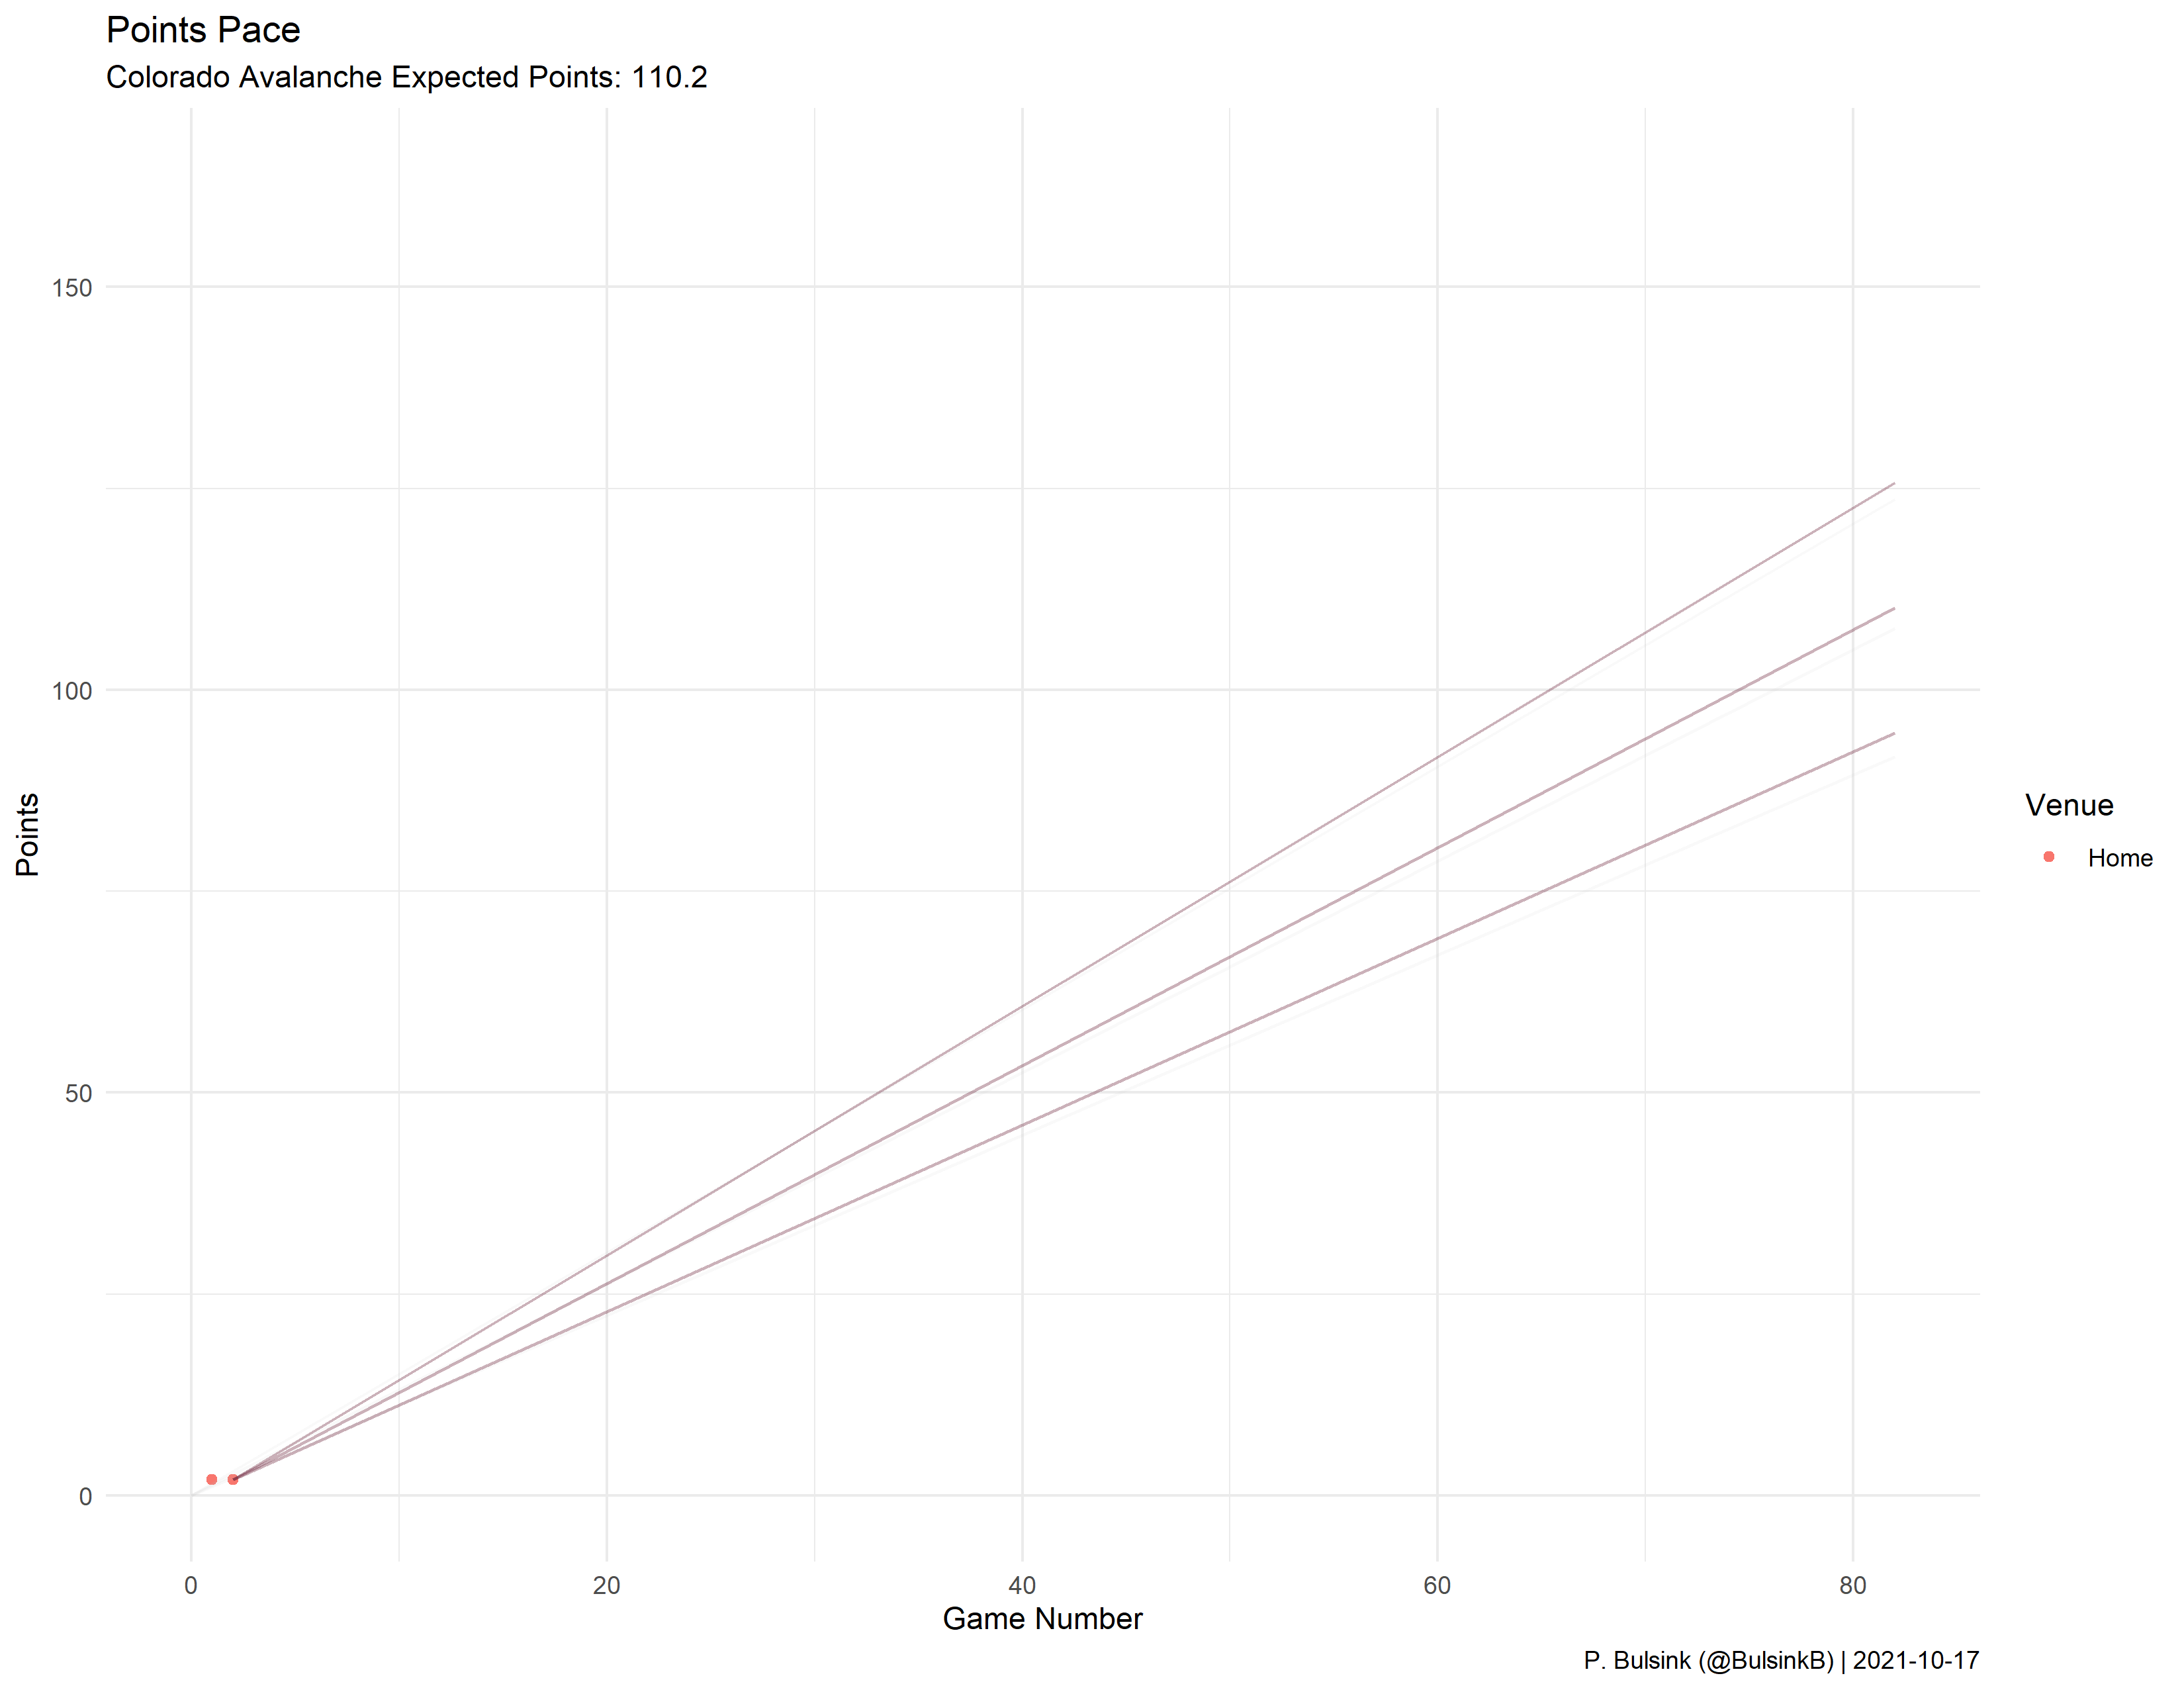 Points Pace
Colorado Avalanche Expected Points: 110.2
150
100
50
0
Points
0 20 40 60 80
Game Number
Venue
Home
P. Bulsink (@BulsinkB) | 2021-10-17